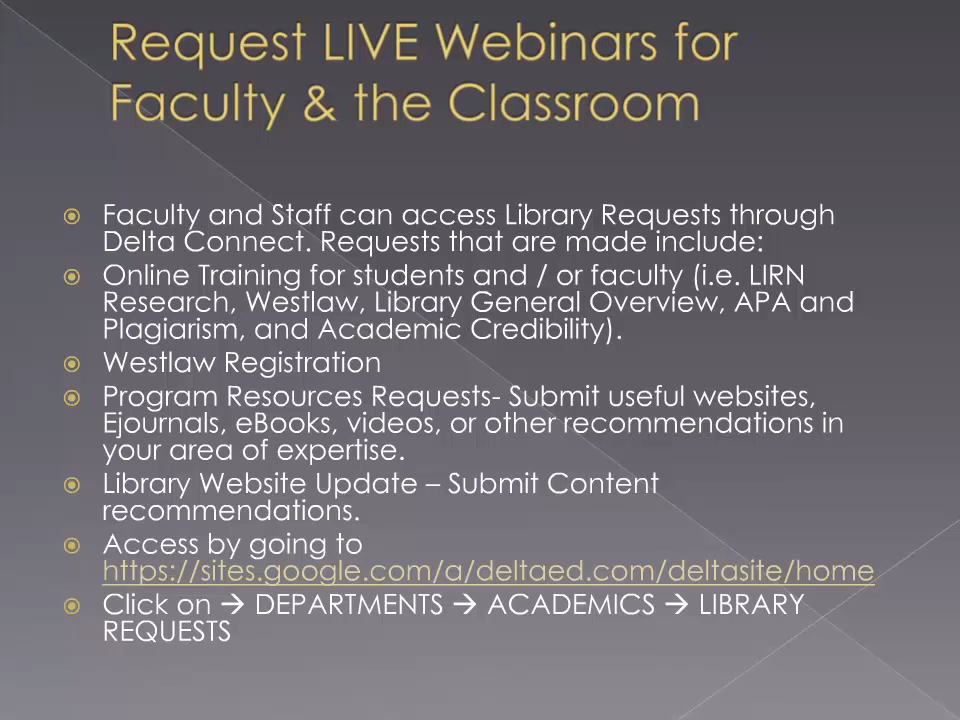 Request LIVE Webinars for
Faculty & the Classroom
Faculty and Staff can access Library Requests through
Delta Connect. Requests that are made include:
Online Training for students and / or faculty (i.e. LIRN
Research, Westlaw, Library General Overview, APA and
Plagiarism, and Academic Credibility).
Westlaw Registration
Program Resources Requests- Submit useful websites,
Ejournals, eBooks, videos, or other recommendations in
your area of expertise.
Library Website Update – Submit Content
recommendations.
Access by going to
https://sites.google.com/a/deltaed.com/deltasite/home
Click on → DEPARTMENTS → ACADEMICS → LIBRARY
REQUESTS